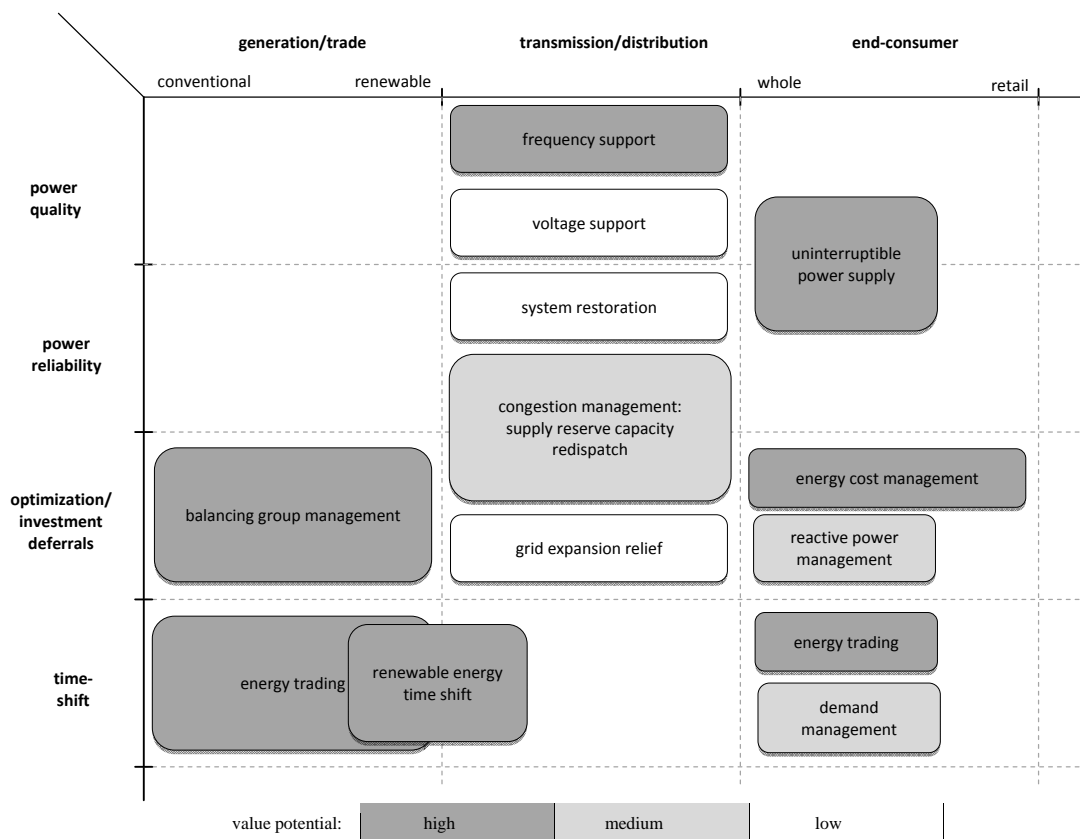 generation/trade
transmission/distribution
end-consumer
conventional
renewable
whole
retail
power
quality
frequency support
voltage support
uninterruptible
power supply
power
reliability
system restoration
congestion management:
supply reserve capacity
redispatch
optimization/
investment
deferrals
balancing group management
grid expansion relief
energy cost management
reactive power
management
time-
shift
energy trading
renewable energy
time shift
energy trading
demand
management
value potential:
high
medium
low